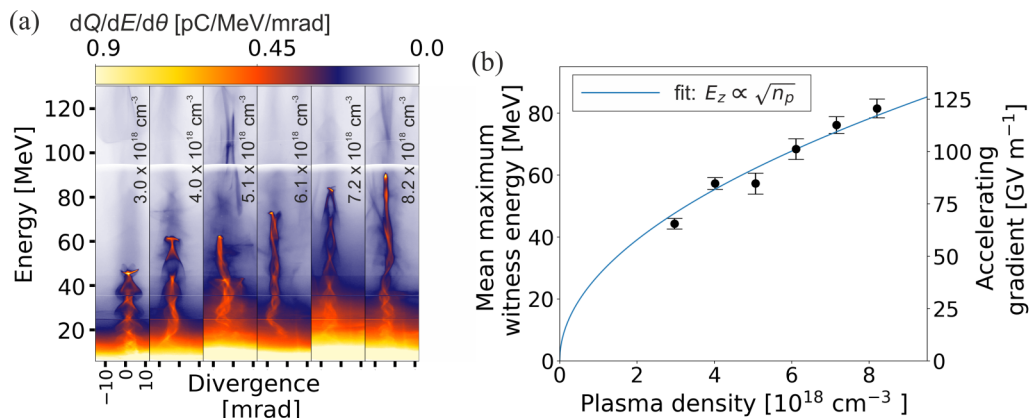 (a)
dQ/dE/dθ [pC/MeV/mrad]
0.9 0.45 0.0
Energy [MeV]
120
100
80
60
40
20
3.0 x 10¹⁸ cm⁻³
4.0 x 10¹⁸ cm⁻³
5.1 x 10¹⁸ cm⁻³
6.1 x 10¹⁸ cm⁻³
7.2 x 10¹⁸ cm⁻³
8.2 x 10¹⁸ cm⁻³
−10 0 10
Divergence
[mrad]
(b)
fit: E_z ∝ √n_p
Mean maximum
witness energy [MeV]
80
60
40
20
0
0 2 4 6 8
Plasma density [10¹⁸ cm⁻³ ]
125
100
75
50
25
0
Accelerating
gradient [GV m⁻¹]